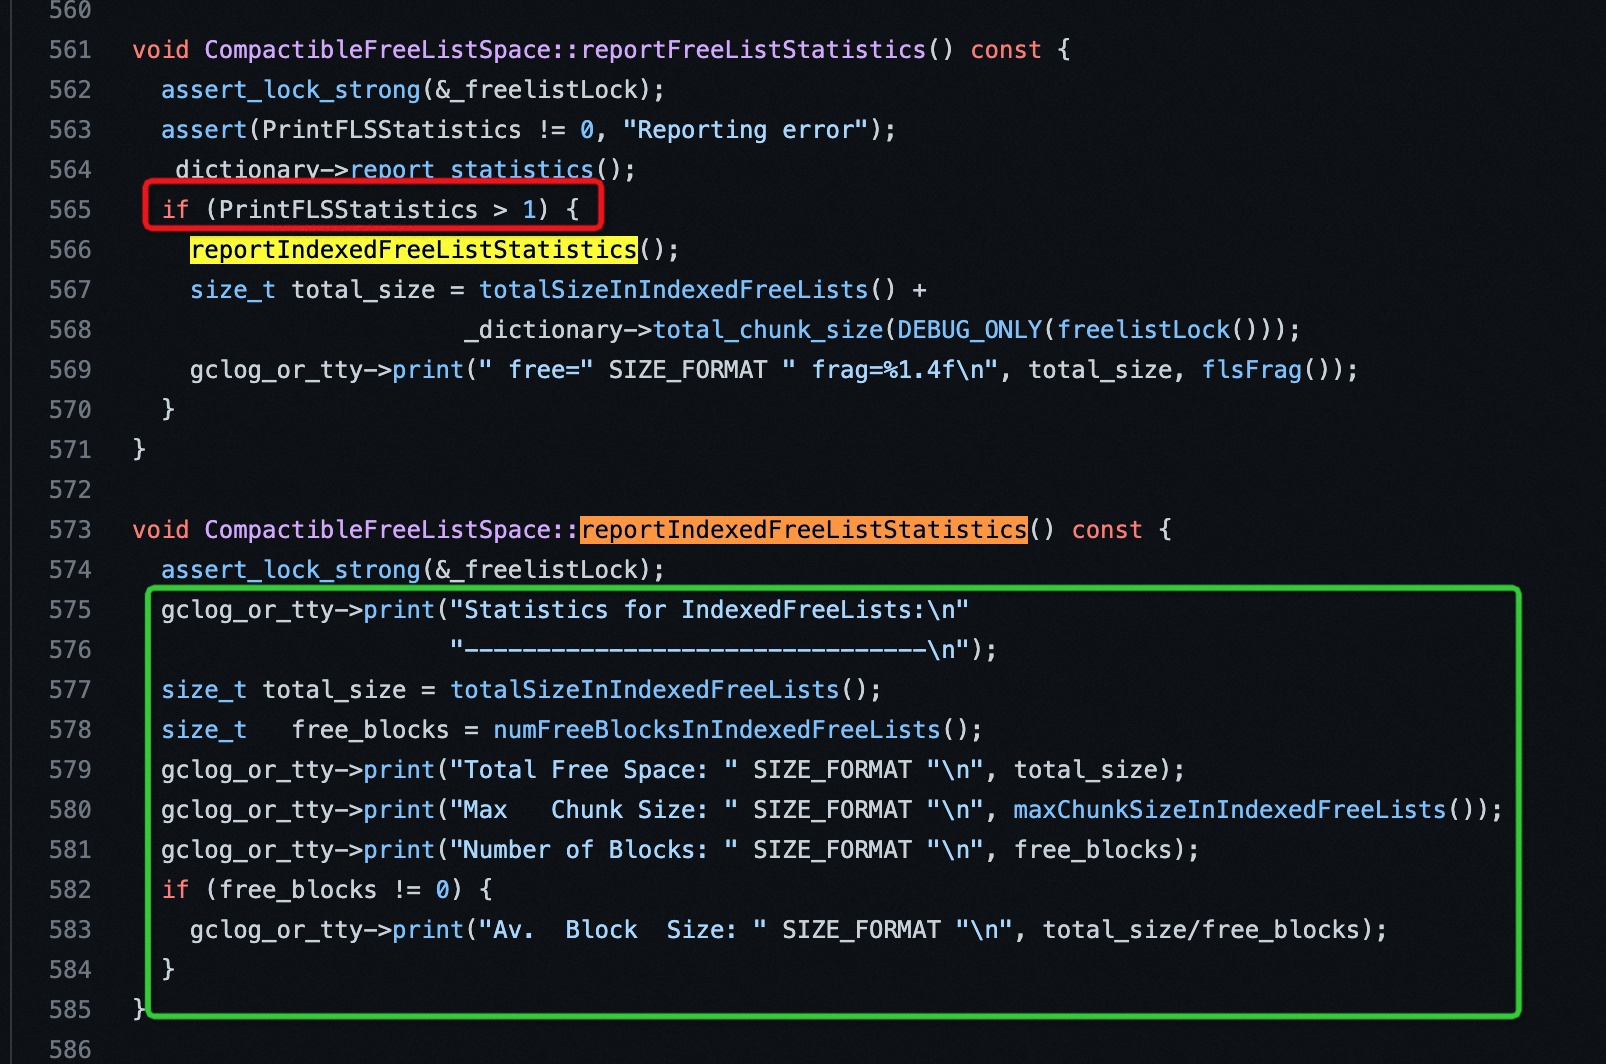 560
561 void CompactibleFreeListSpace::reportFreeListStatistics() const {
562   assert_lock_strong(&_freelistLock);
563   assert(PrintFLSStatistics != 0, "Reporting error");
564   _dictionary->report_statistics();
565   if (PrintFLSStatistics > 1) {
566     reportIndexedFreeListStatistics();
567     size_t total_size = totalSizeInIndexedFreeLists() +
568                        _dictionary->total_chunk_size(DEBUG_ONLY(freelistLock()));
569     gclog_or_tty->print(" free=" SIZE_FORMAT " frag=%1.4f\n", total_size, flsFrag());
570   }
571 }
572
573 void CompactibleFreeListSpace::reportIndexedFreeListStatistics() const {
574   assert_lock_strong(&_freelistLock);
575   gclog_or_tty->print("Statistics for IndexedFreeLists:\n"
576                       "--------------------------------\n");
577   size_t total_size = totalSizeInIndexedFreeLists();
578   size_t   free_blocks = numFreeBlocksInIndexedFreeLists();
579   gclog_or_tty->print("Total Free Space: " SIZE_FORMAT "\n", total_size);
580   gclog_or_tty->print("Max   Chunk Size: " SIZE_FORMAT "\n", maxChunkSizeInIndexedFreeLists());
581   gclog_or_tty->print("Number of Blocks: " SIZE_FORMAT "\n", free_blocks);
582   if (free_blocks != 0) {
583     gclog_or_tty->print("Av.  Block  Size: " SIZE_FORMAT "\n", total_size/free_blocks);
584   }
585 }
586